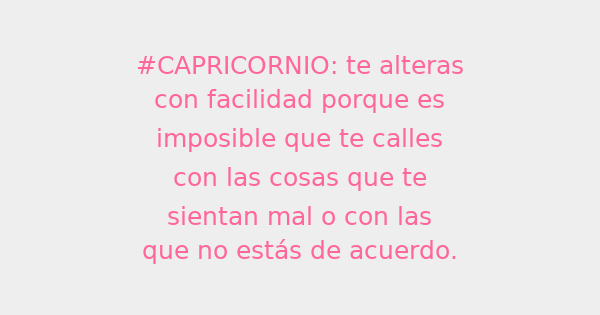 #CAPRICORNIO: te alteras
con facilidad porque es
imposible que te calles
con las cosas que te
sientan mal o con las
que no estás de acuerdo.